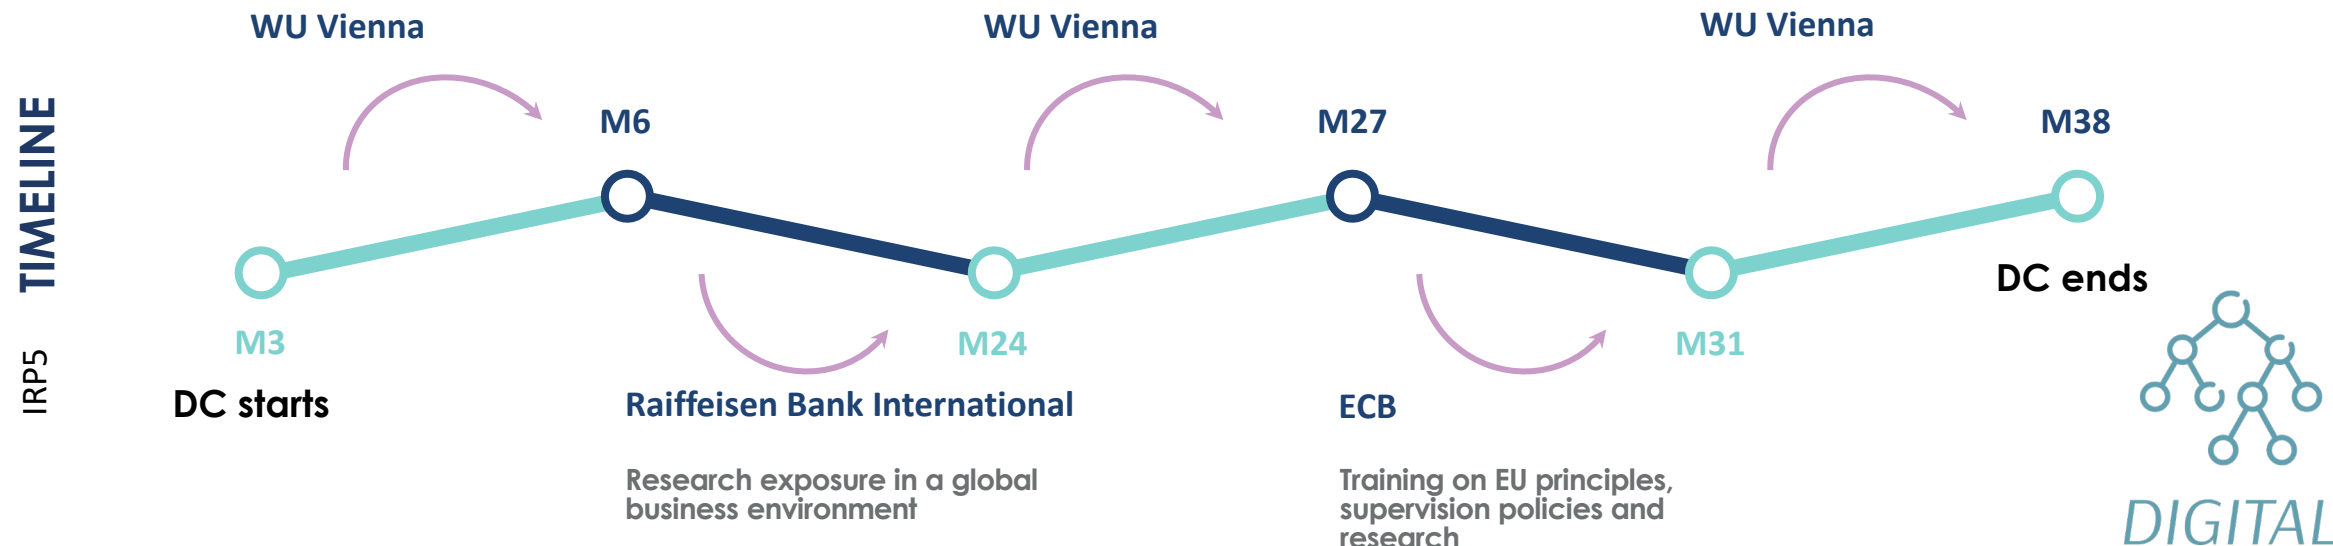 TIMELINE
IRP5
WU Vienna
WU Vienna
WU Vienna
M6
M27
M38
M3
M24
M31
DC starts
DC ends
Raiffeisen Bank International
Research exposure in a global
business environment
ECB
Training on EU principles,
supervision policies and
research
DIGITAL